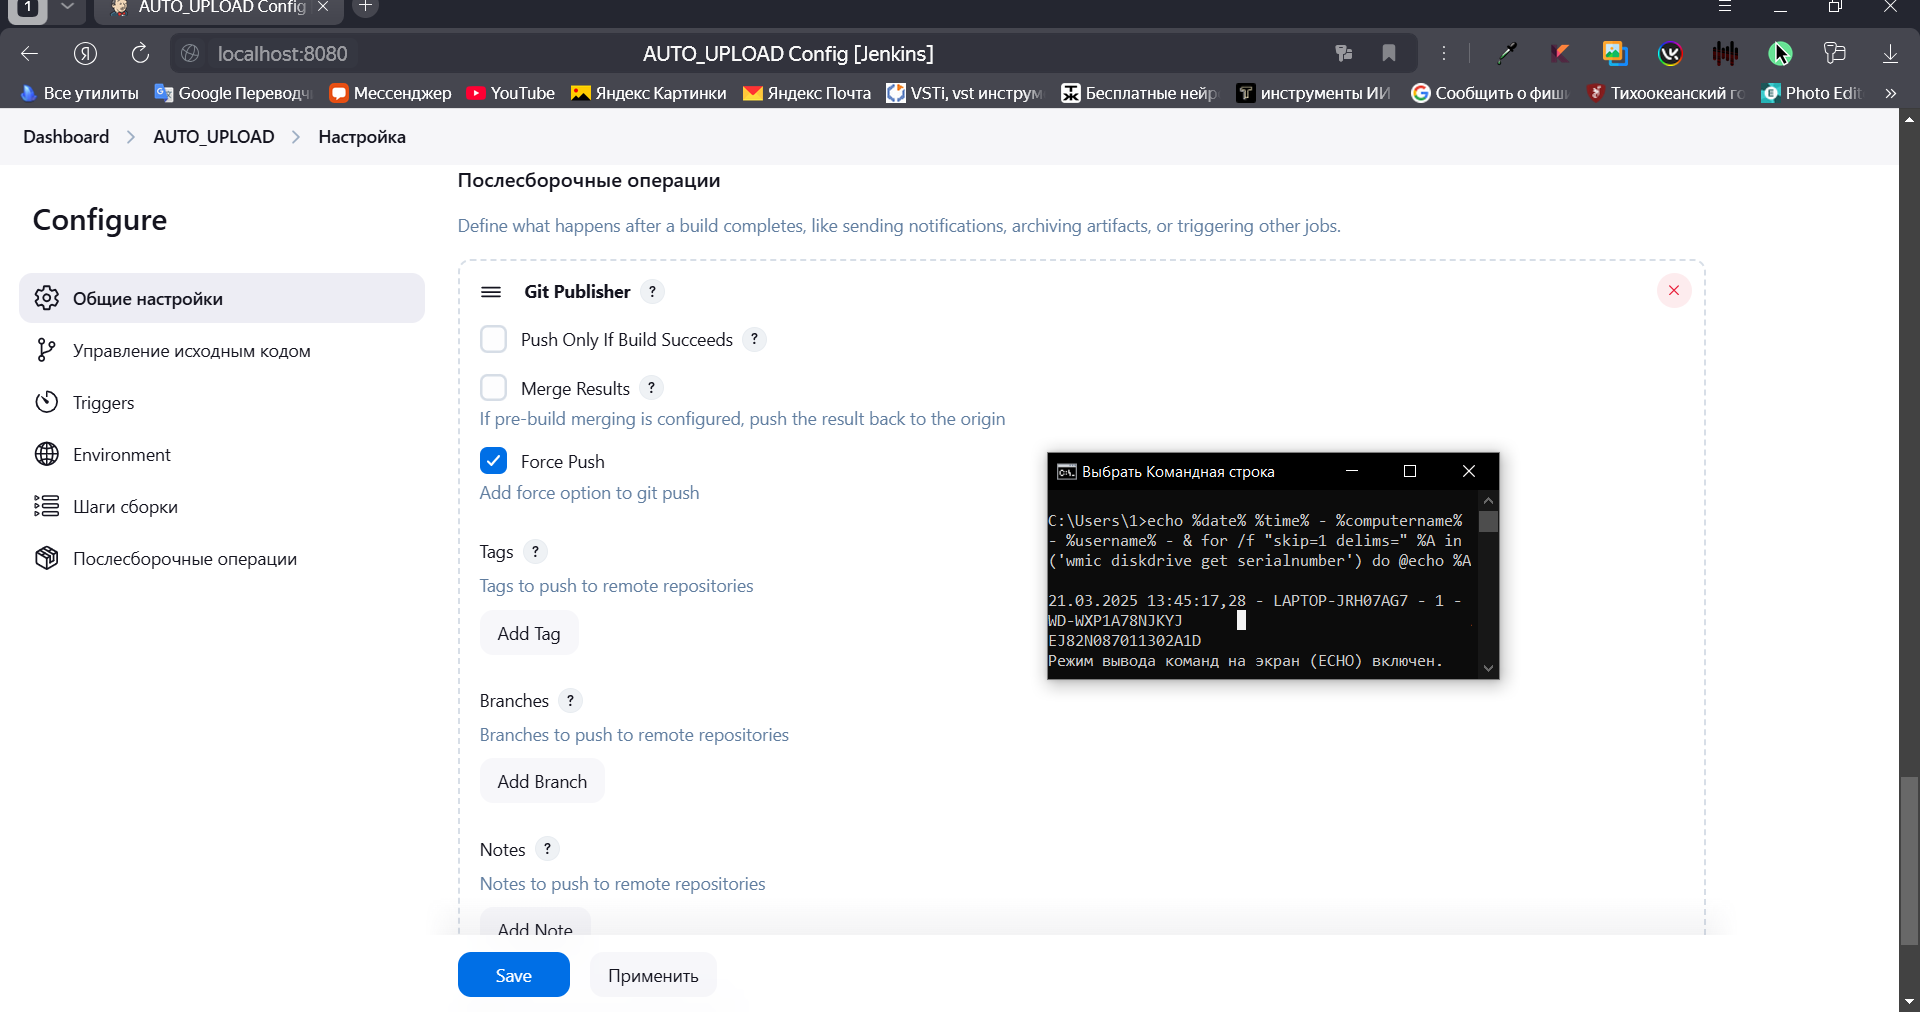 1
AUTO_UPLOAD Config
localhost:8080
AUTO_UPLOAD Config [Jenkins]
Все утилиты
Google Переводч
Мессенджер
YouTube
Яндекс Картинки
Яндекс Почта
VSTi, vst инструм
Бесплатные нейр
инструменты ИИ
Сообщить о фиш
Тихоокеанский го
Photo Edit
»
Dashboard > AUTO_UPLOAD > Настройка
Configure
Общие настройки
Управление исходным кодом
Triggers
Environment
Шаги сборки
Послесборочные операции
Послесборочные операции
Define what happens after a build completes, like sending notifications, archiving artifacts, or triggering other jobs.
Git Publisher ?
Push Only If Build Succeeds ?
Merge Results ?
If pre-build merging is configured, push the result back to the origin
Force Push
Add force option to git push
Tags ?
Tags to push to remote repositories
Add Tag
Branches ?
Branches to push to remote repositories
Add Branch
Notes ?
Notes to push to remote repositories
Add Note
Save
Применить
Выбрать Командная строка
C:\Users\1>echo %date% %time% - %computername%
- %username% - & for /f "skip=1 delims=" %A in
('wmic diskdrive get serialnumber') do @echo %A
21.03.2025 13:45:17,28 - LAPTOP-JRH07AG7 - 1 -
WD-WXP1A78NJKYJ
EJ82N087011302A1D
Режим вывода команд на экран (ECHO) включен.